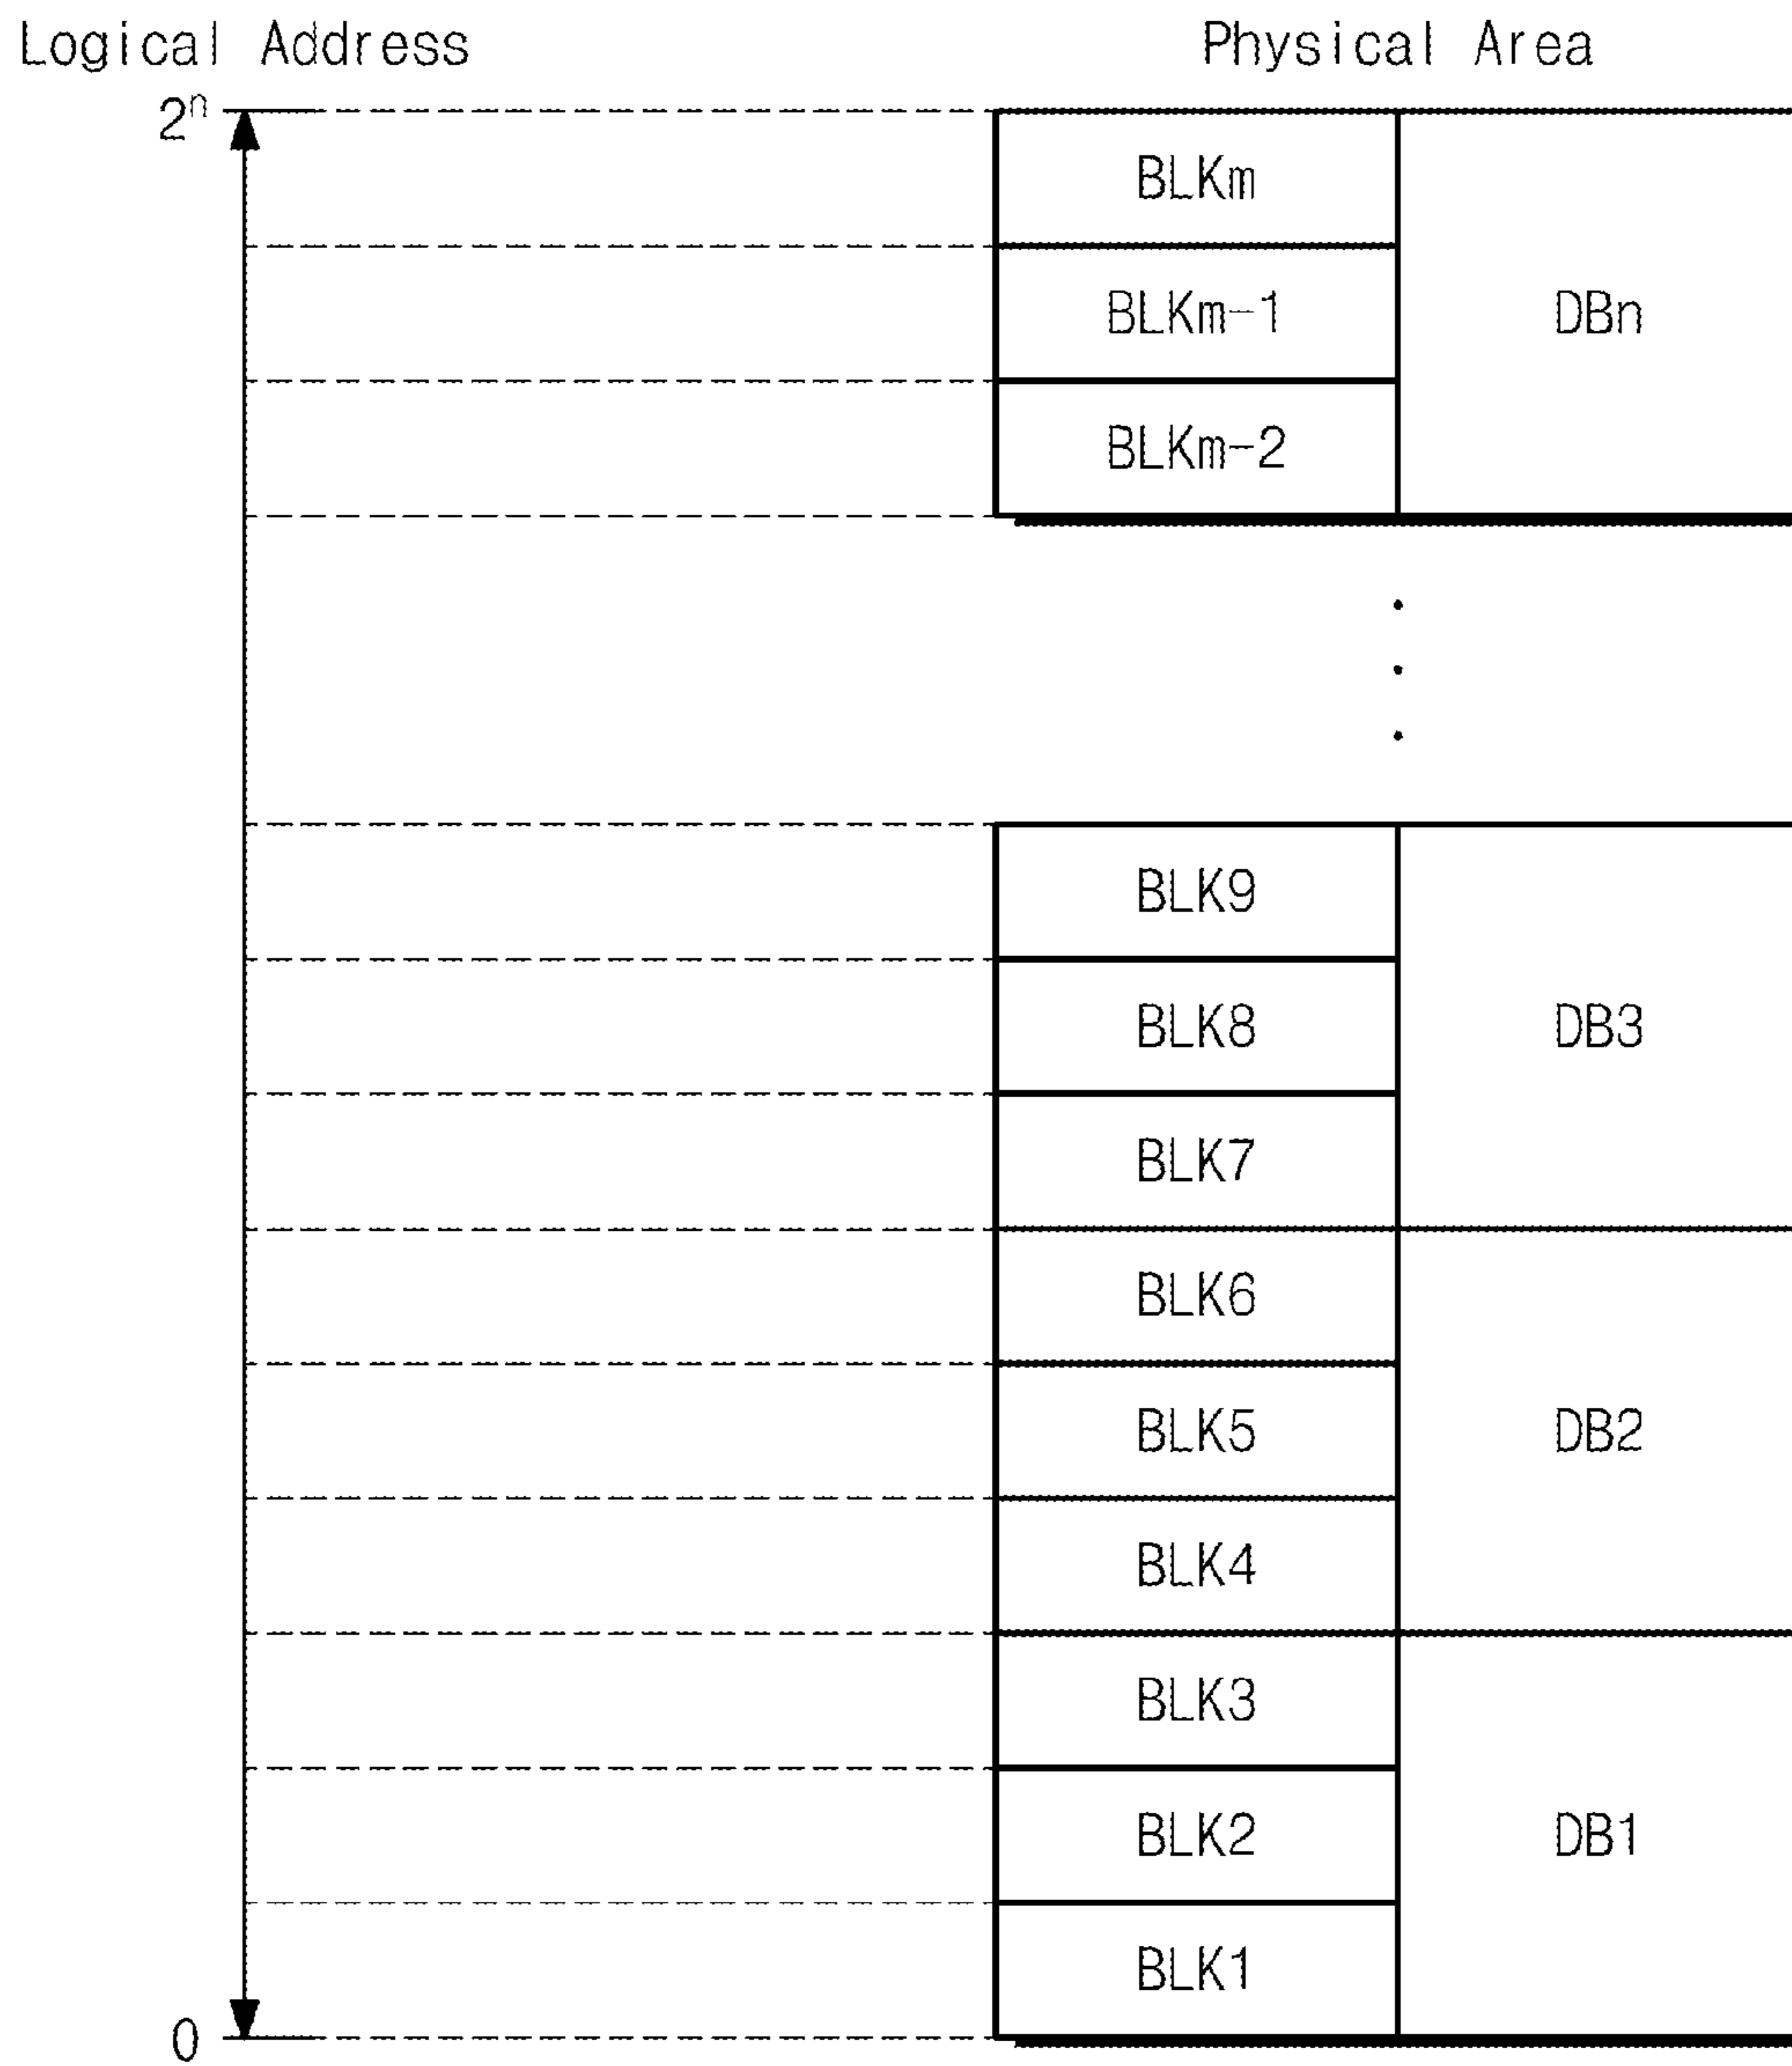 Logical Address
Physical Area
2ⁿ
BLKm
BLKm-1
DBn
BLKm-2
BLK9
BLK8
DB3
BLK7
BLK6
BLK5
DB2
BLK4
BLK3
BLK2
DB1
BLK1
0